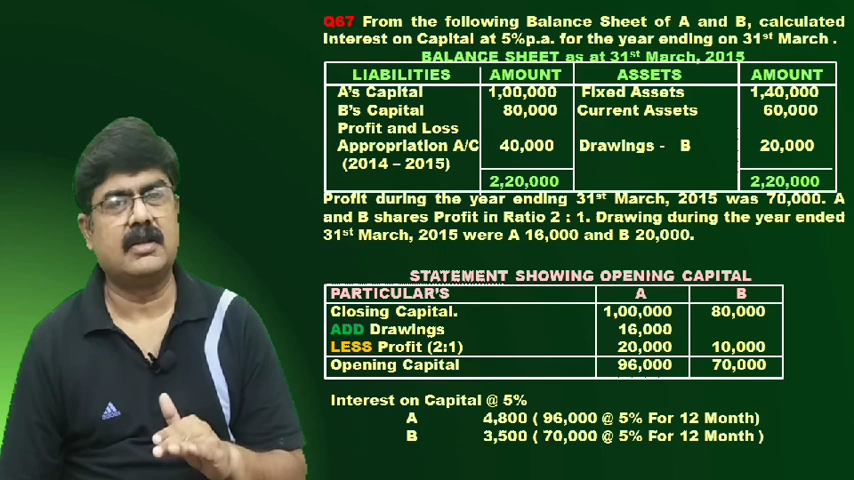 Q67 From the following Balance Sheet of A and B, calculated
Interest on Capital at 5%p.a. for the year ending on 31st March .
BALANCE SHEET as at 31st March, 2015
LIABILITIES AMOUNT ASSETS AMOUNT
A's Capital 1,00,000 Fixed Assets 1,40,000
B's Capital 80,000 Current Assets 60,000
Profit and Loss
Appropriation A/C 40,000 Drawings - B 20,000
(2014 – 2015)
2,20,000 2,20,000
Profit during the year ending 31st March, 2015 was 70,000. A
and B shares Profit in Ratio 2 : 1. Drawing during the year ended
31st March, 2015 were A 16,000 and B 20,000.
STATEMENT SHOWING OPENING CAPITAL
PARTICULAR'S A B
Closing Capital. 1,00,000 80,000
ADD Drawings 16,000
LESS Profit (2:1) 20,000 10,000
Opening Capital 96,000 70,000
Interest on Capital @ 5%
A 4,800 ( 96,000 @ 5% For 12 Month)
B 3,500 ( 70,000 @ 5% For 12 Month )
adidas